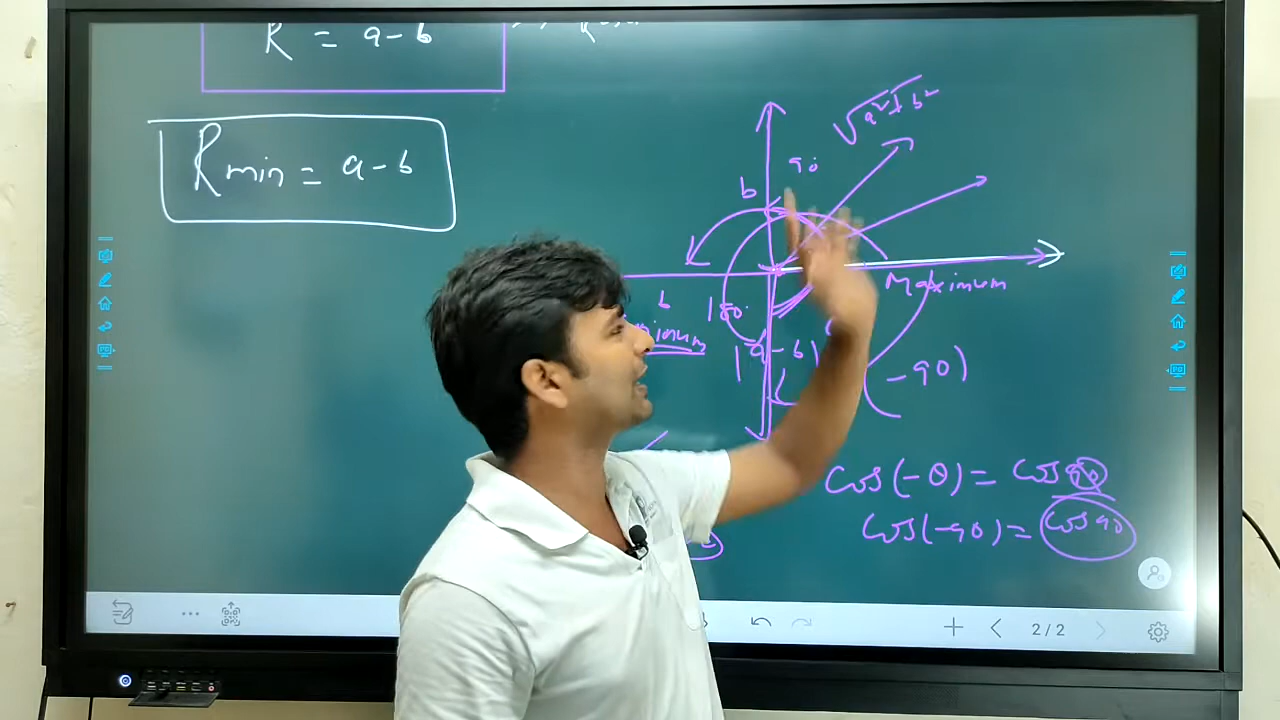 R = a - b
Rmin = a - b
√a²+b²
90
b
Maximum
b
180°
|a - b|
- 90)
cos(-θ) = cos
cos(-90) = cos 90
2/2